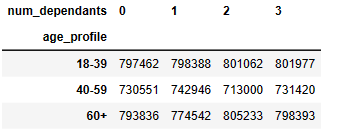 num_dependants 0 1 2 3
age_profile
18-39 797462 798388 801062 801977
40-59 730551 742946 713000 731420
60+ 793836 774542 805233 798393